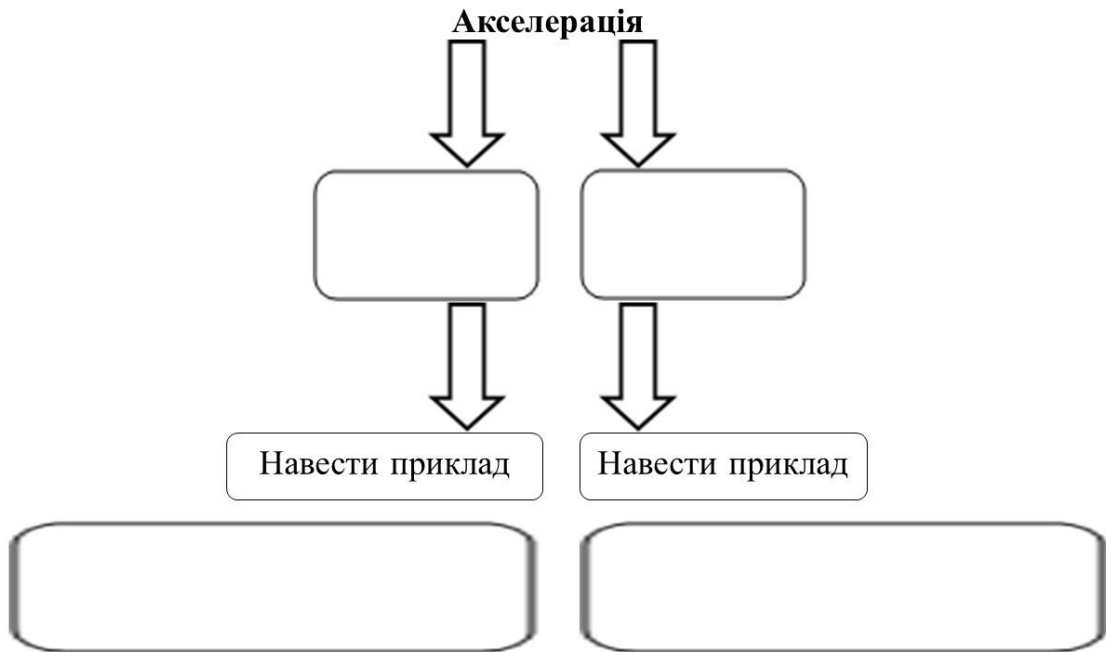 Акселерація
Навести приклад
Навести приклад